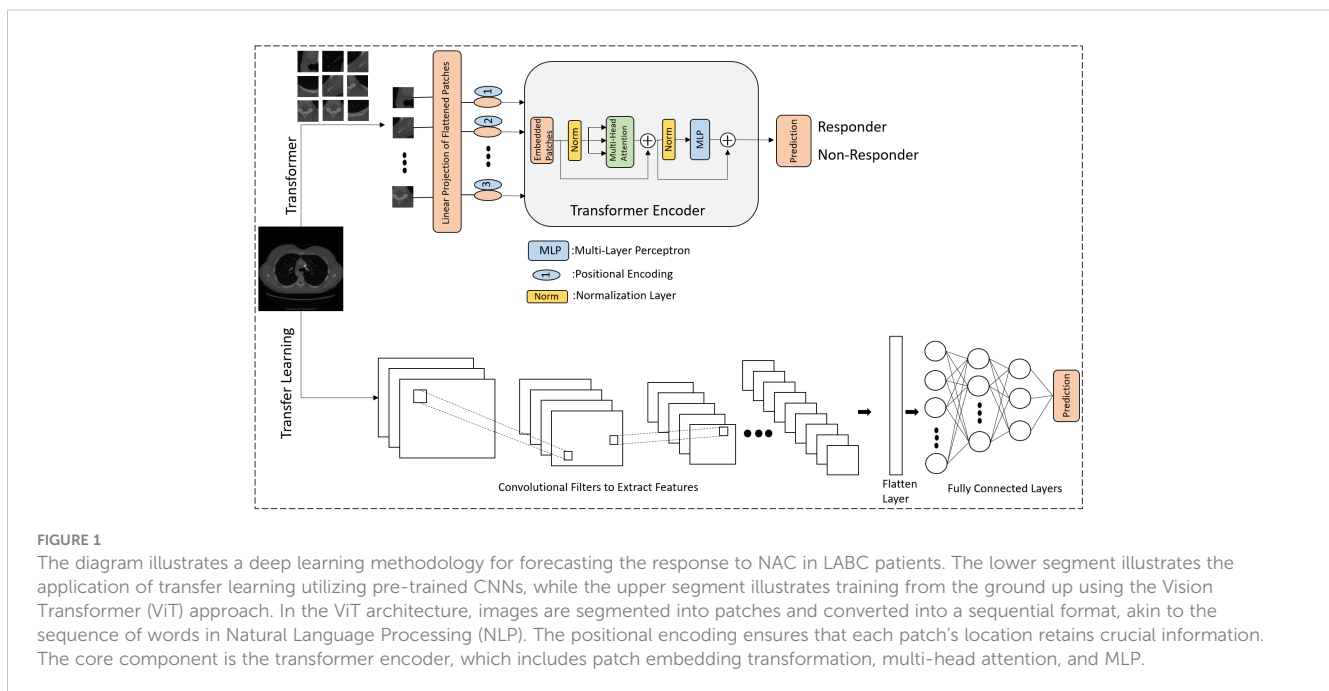 Transformer
Linear Projection of Flattened Patches
1
2
3
Embedded
Patches
Norm
Multi-Head
Attention
Norm
MLP
Transformer Encoder
Prediction
Responder
Non-Responder
MLP :Multi-Layer Perceptron
1 :Positional Encoding
Norm :Normalization Layer
Transfer Learning
Convolutional Filters to Extract Features
Flatten
Layer
Fully Connected Layers
Prediction
FIGURE 1
The diagram illustrates a deep learning methodology for forecasting the response to NAC in LABC patients. The lower segment illustrates the
application of transfer learning utilizing pre-trained CNNs, while the upper segment illustrates training from the ground up using the Vision
Transformer (ViT) approach. In the ViT architecture, images are segmented into patches and converted into a sequential format, akin to the
sequence of words in Natural Language Processing (NLP). The positional encoding ensures that each patch's location retains crucial information.
The core component is the transformer encoder, which includes patch embedding transformation, multi-head attention, and MLP.